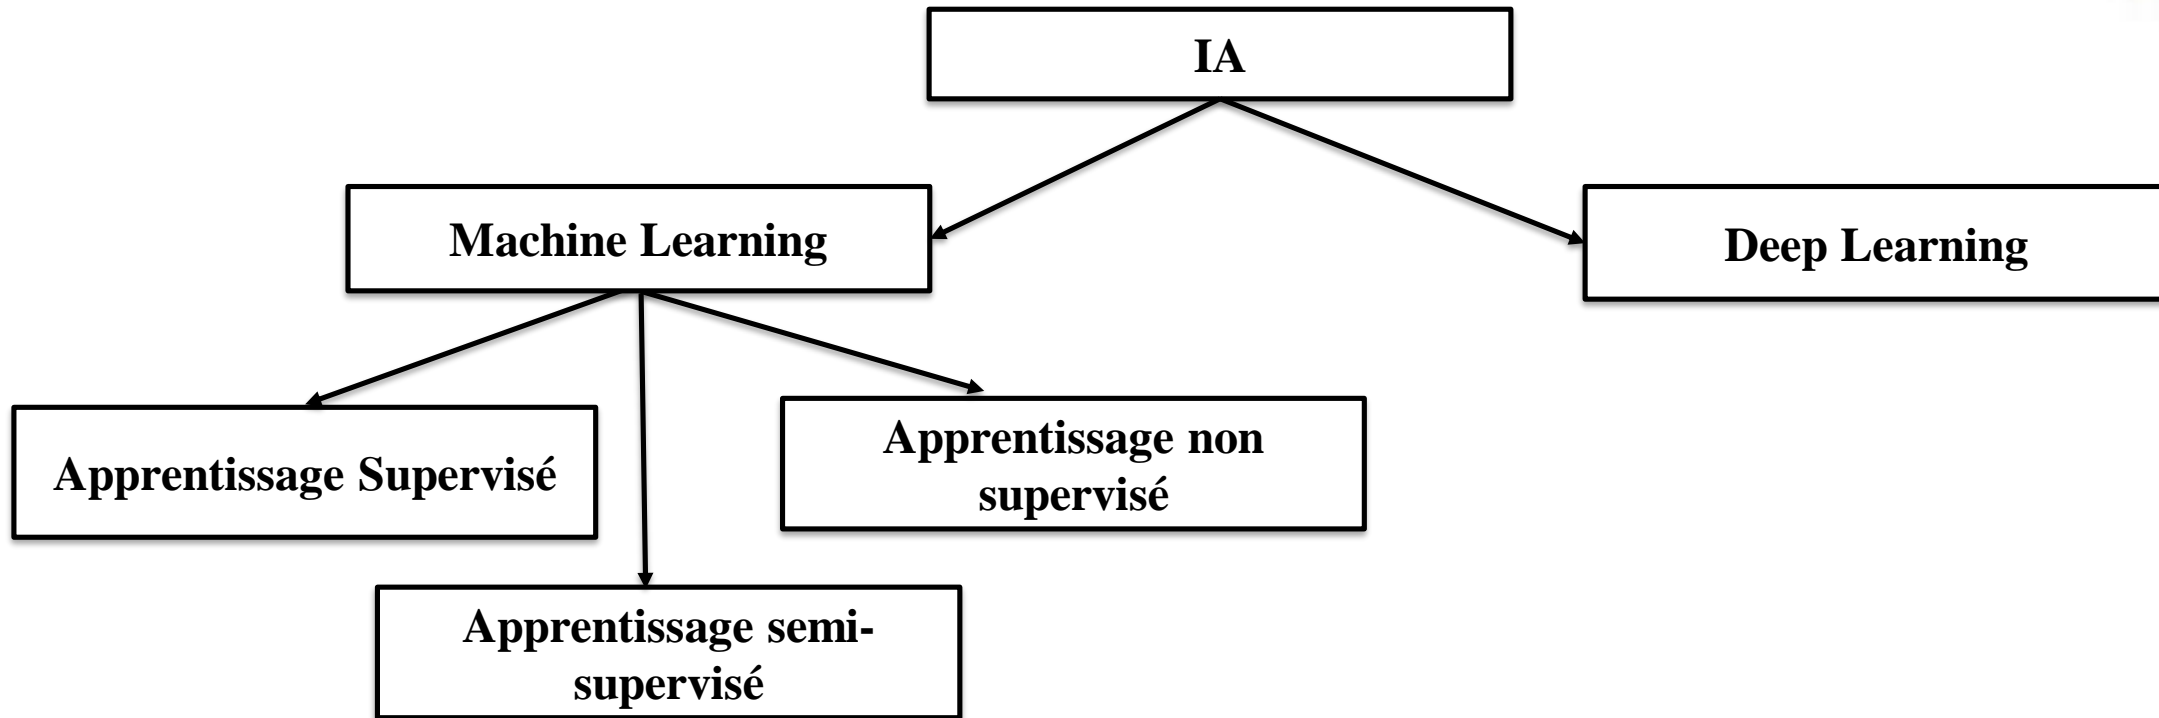 IA
Machine Learning
Deep Learning
Apprentissage Supervisé
Apprentissage non
supervisé
Apprentissage semi-
supervisé